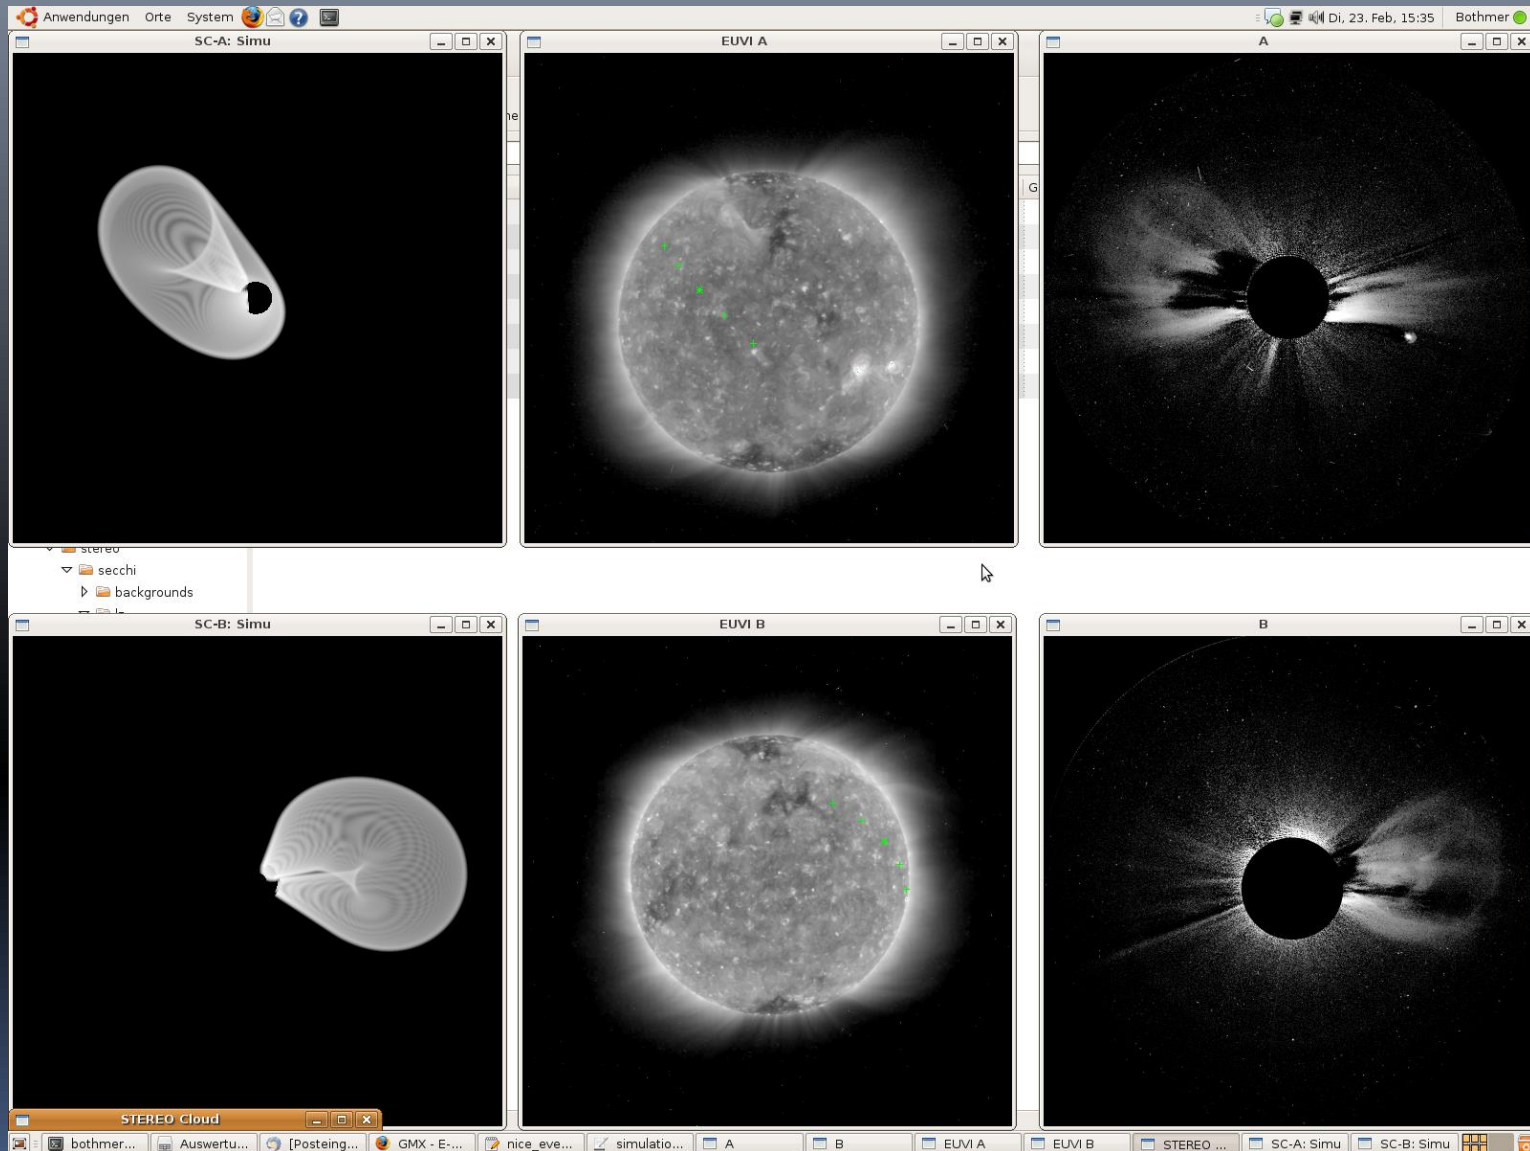 Anwendungen Orte System Di, 23. Feb, 15:35 Bothmer
SC-A: Simu
EUVI A
A
stereo
secchi
backgrounds
SC-B: Simu
EUVI B
B
STEREO Cloud
bothmer... Auswertu... [Posteing... GMX - E-... nice_eve... simulatio... A B EUVI A EUVI B STEREO ... SC-A: Simu SC-B: Simu